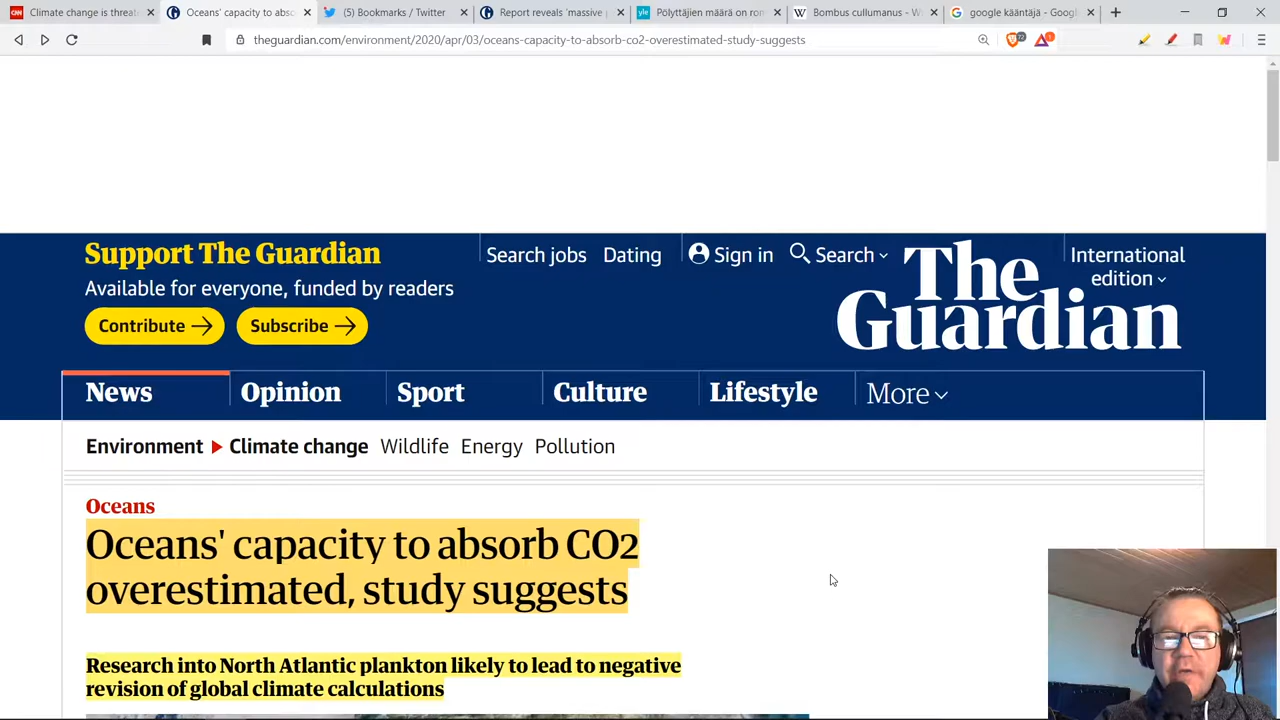 Climate change is threate
Oceans' capacity to abso
(5) Bookmarks / Twitter
Report reveals 'massive
yle
Pölyttäjien määrä on rom
W
Bombus cullumanus - W
google kääntäjä - Goog
theguardian.com/environment/2020/apr/03/oceans-capacity-to-absorb-co2-overestimated-study-suggests
Support The Guardian
Available for everyone, funded by readers
Contribute
Subscribe
Search jobs
Dating
Sign in
Search
The Guardian
International edition
News
Opinion
Sport
Culture
Lifestyle
More
Environment
Climate change
Wildlife
Energy
Pollution
Oceans
Oceans' capacity to absorb CO2
overestimated, study suggests
Research into North Atlantic plankton likely to lead to negative
revision of global climate calculations